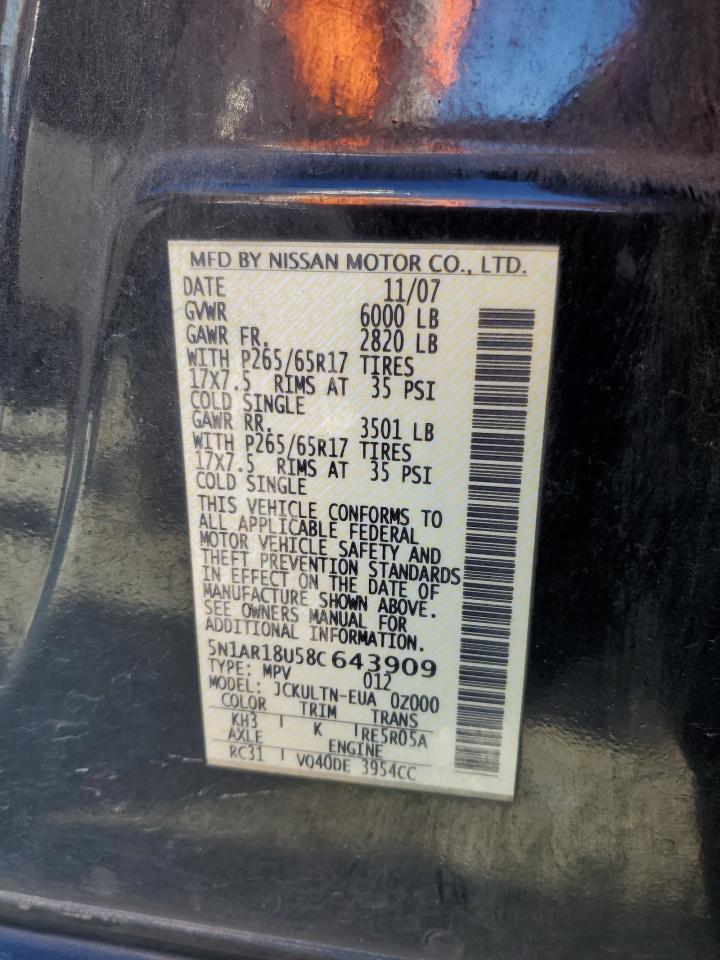 MFD BY NISSAN MOTOR CO., LTD.
DATE 11/07
GVWR 6000 LB
GAWR FR. 2820 LB
WITH P265/65R17 TIRES
17X7.5 RIMS AT 35 PSI
COLD SINGLE
GAWR RR. 3501 LB
WITH P265/65R17 TIRES
17X7.5 RIMS AT 35 PSI
COLD SINGLE
THIS VEHICLE CONFORMS TO
ALL APPLICABLE FEDERAL
MOTOR VEHICLE SAFETY AND
THEFT PREVENTION STANDARDS
IN EFFECT ON THE DATE OF
MANUFACTURE SHOWN ABOVE.
SEE OWNERS MANUAL FOR
ADDITIONAL INFORMATION.
5N1AR18U58C643909
TYPE: MPV 012
MODEL: JCKULTN-EUA 0Z000
COLOR TRIM TRANS
KH3 K RE5R05A
AXLE ENGINE
RC31 VQ40DE 3954CC